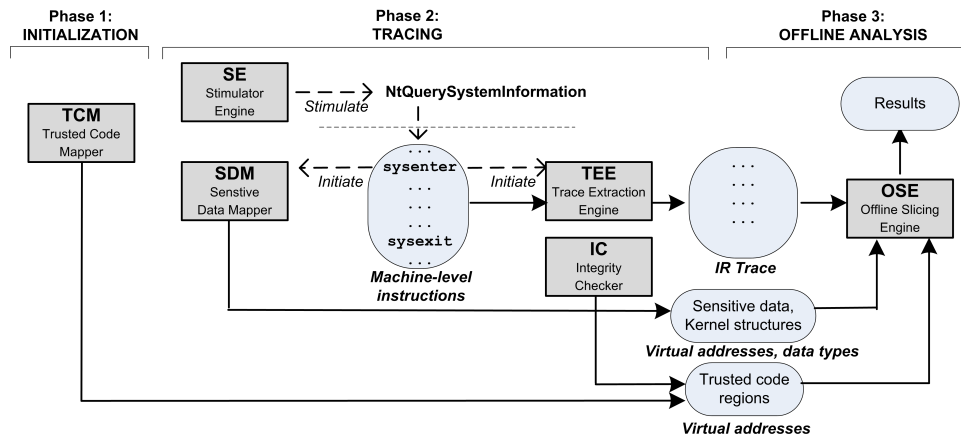 Phase 1:
INITIALIZATION
Phase 2:
TRACING
Phase 3:
OFFLINE ANALYSIS
SE
Stimulator
Engine
Stimulate
NtQuerySystemInformation
TCM
Trusted Code
Mapper
Results
SDM
Senstive
Data Mapper
Initiate
. . .
sysenter
. . .
. . .
sysexit
. . .
Machine-level
instructions
Initiate
TEE
Trace Extraction
Engine
. . .
. . .
. . .
. . .
IR Trace
OSE
Offline Slicing
Engine
IC
Integrity
Checker
Sensitive data,
Kernel structures
Virtual addresses, data types
Trusted code
regions
Virtual addresses